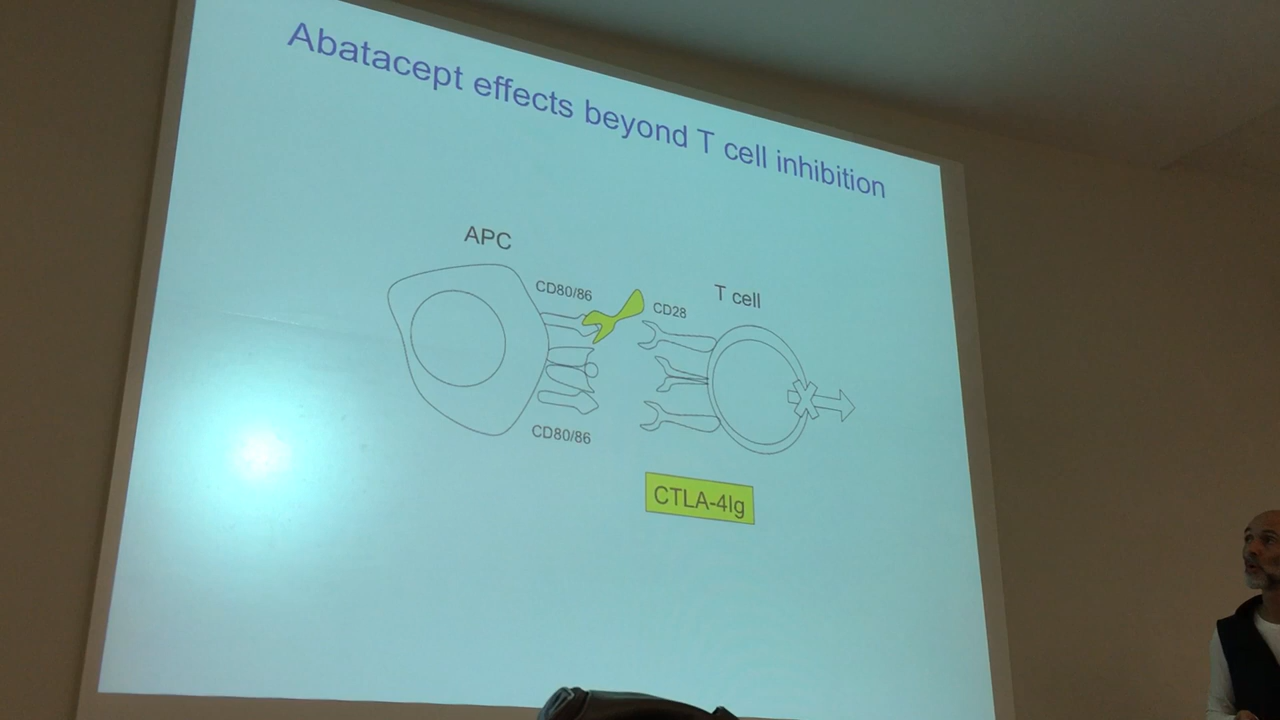 Abatacept effects beyond T cell inhibition
APC
CD80/86
CD28
T cell
CD80/86
CTLA-4Ig